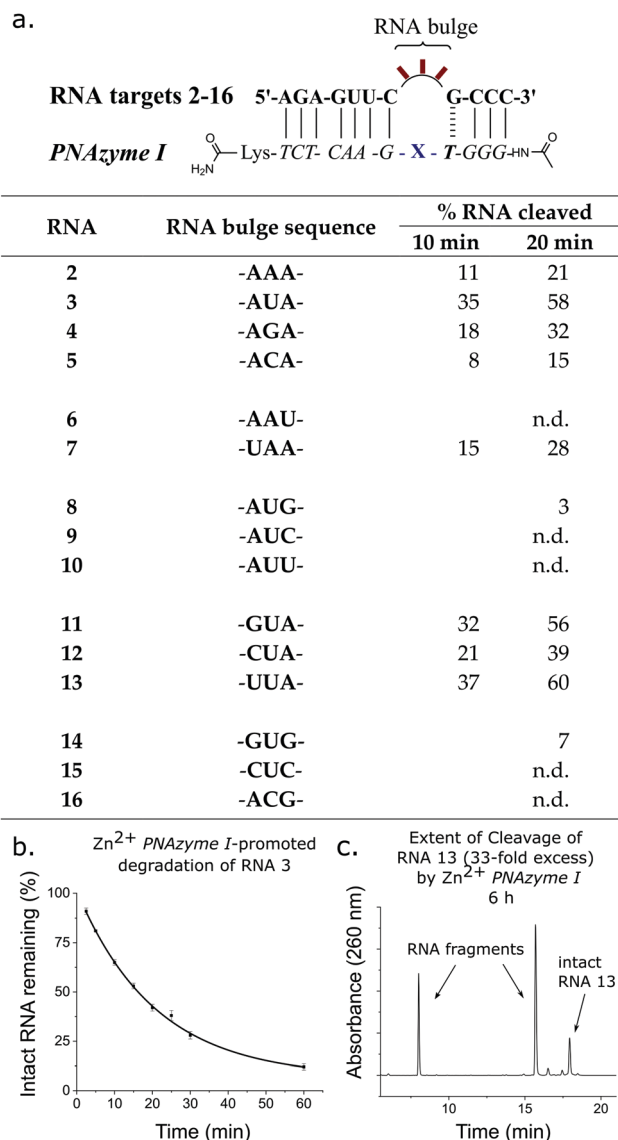 a.
RNA bulge
RNA targets 2-16 5'-AGA-GUU-C G-CCC-3'
PNAzyme I H₂N O Lys-TCT- CAA -G - X - T-GGG-HN O
RNA RNA bulge sequence % RNA cleaved
10 min 20 min
2 -AAA- 11 21
3 -AUA- 35 58
4 -AGA- 18 32
5 -ACA- 8 15
6 -AAU- n.d.
7 -UAA- 15 28
8 -AUG- 3
9 -AUC- n.d.
10 -AUU- n.d.
11 -GUA- 32 56
12 -CUA- 21 39
13 -UUA- 37 60
14 -GUG- 7
15 -CUC- n.d.
16 -ACG- n.d.
b. Zn²⁺ PNAzyme I-promoted
degradation of RNA 3
Intact RNA remaining (%)
100
75
50
25
0
0 10 20 30 40 50 60
Time (min)
c. Extent of Cleavage of
RNA 13 (33-fold excess)
by Zn²⁺ PNAzyme I
6 h
Absorbance (260 nm)
RNA fragments
intact
RNA 13
10 15 20
Time (min)